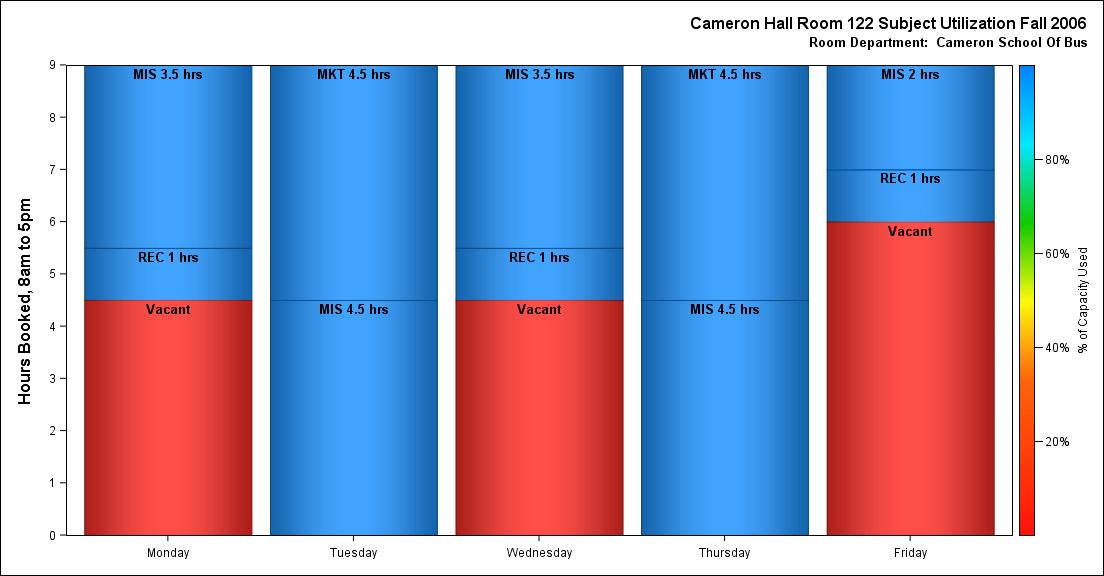 Cameron Hall Room 122 Subject Utilization Fall 2006
Room Department:  Cameron School Of Bus
Hours Booked, 8am to 5pm
9
8
7
6
5
4
3
2
1
0
MIS 3.5 hrs
REC 1 hrs
Vacant
MKT 4.5 hrs
MIS 4.5 hrs
MIS 3.5 hrs
REC 1 hrs
Vacant
MKT 4.5 hrs
MIS 4.5 hrs
MIS 2 hrs
REC 1 hrs
Vacant
Monday
Tuesday
Wednesday
Thursday
Friday
80%
60%
40%
20%
% of Capacity Used